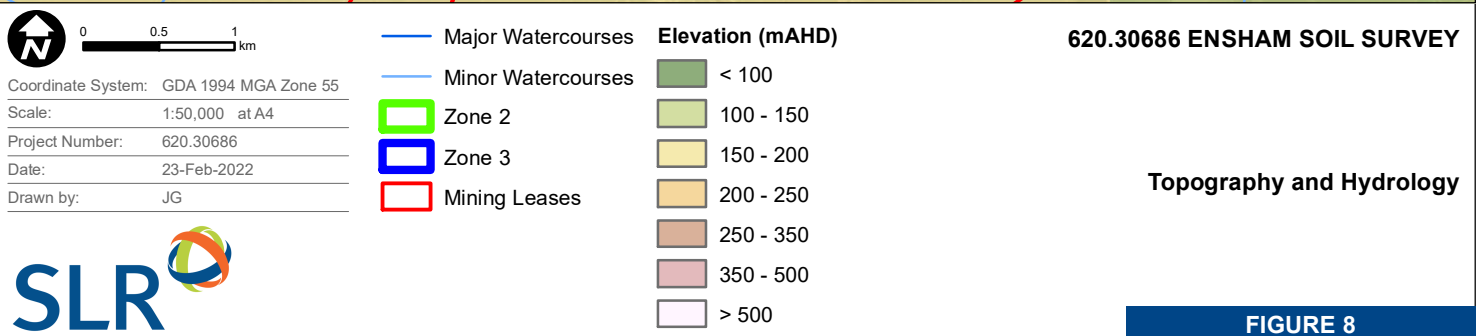 N
0 0.5 1
km
Coordinate System: GDA 1994 MGA Zone 55
Scale: 1:50,000 at A4
Project Number: 620.30686
Date: 23-Feb-2022
Drawn by: JG
SLR
Major Watercourses
Minor Watercourses
Zone 2
Zone 3
Mining Leases
Elevation (mAHD)
< 100
100 - 150
150 - 200
200 - 250
250 - 350
350 - 500
> 500
620.30686 ENSHAM SOIL SURVEY
Topography and Hydrology
FIGURE 8